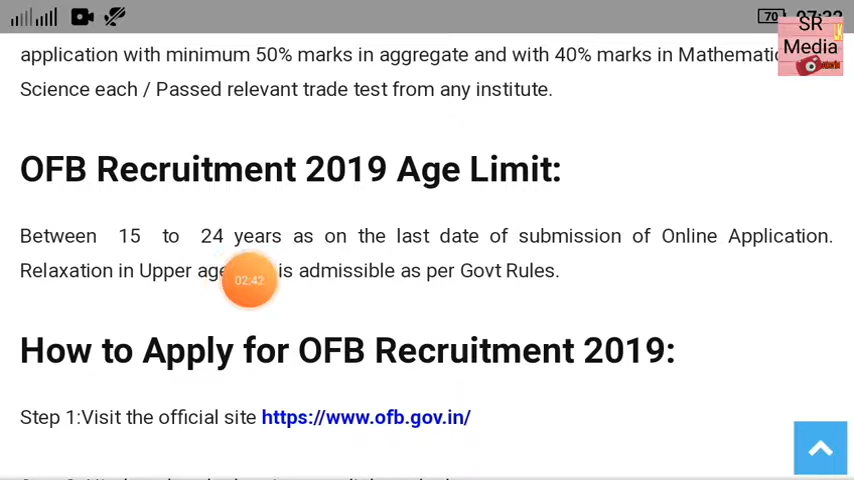 70
SR
Media
application with minimum 50% marks in aggregate and with 40% marks in
Science each / Passed relevant trade test from any institute.
OFB Recruitment 2019 Age Limit:
Between 15 to 24 years as on the last date of submission of Online Application.
Relaxation in Upper age is admissible as per Govt Rules.
02:42
How to Apply for OFB Recruitment 2019:
Step 1:Visit the official site https://www.ofb.gov.in/